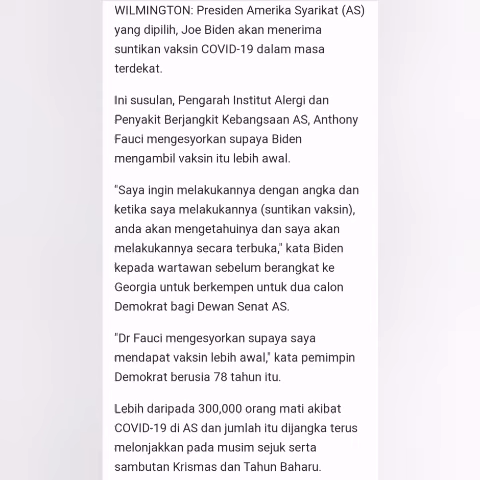 WILMINGTON: Presiden Amerika Syarikat (AS)
yang dipilih, Joe Biden akan menerima
suntikan vaksin COVID-19 dalam masa
terdekat.
Ini susulan, Pengarah Institut Alergi dan
Penyakit Berjangkit Kebangsaan AS, Anthony
Fauci mengesyorkan supaya Biden
mengambil vaksin itu lebih awal.
"Saya ingin melakukannya dengan angka dan
ketika saya melakukannya (suntikan vaksin),
anda akan mengetahuinya dan saya akan
melakukannya secara terbuka," kata Biden
kepada wartawan sebelum berangkat ke
Georgia untuk berkempen untuk dua calon
Demokrat bagi Dewan Senat AS.
"Dr Fauci mengesyorkan supaya saya
mendapat vaksin lebih awal," kata pemimpin
Demokrat berusia 78 tahun itu.
Lebih daripada 300,000 orang mati akibat
COVID-19 di AS dan jumlah itu dijangka terus
melonjakkan pada musim sejuk serta
sambutan Krismas dan Tahun Baharu.